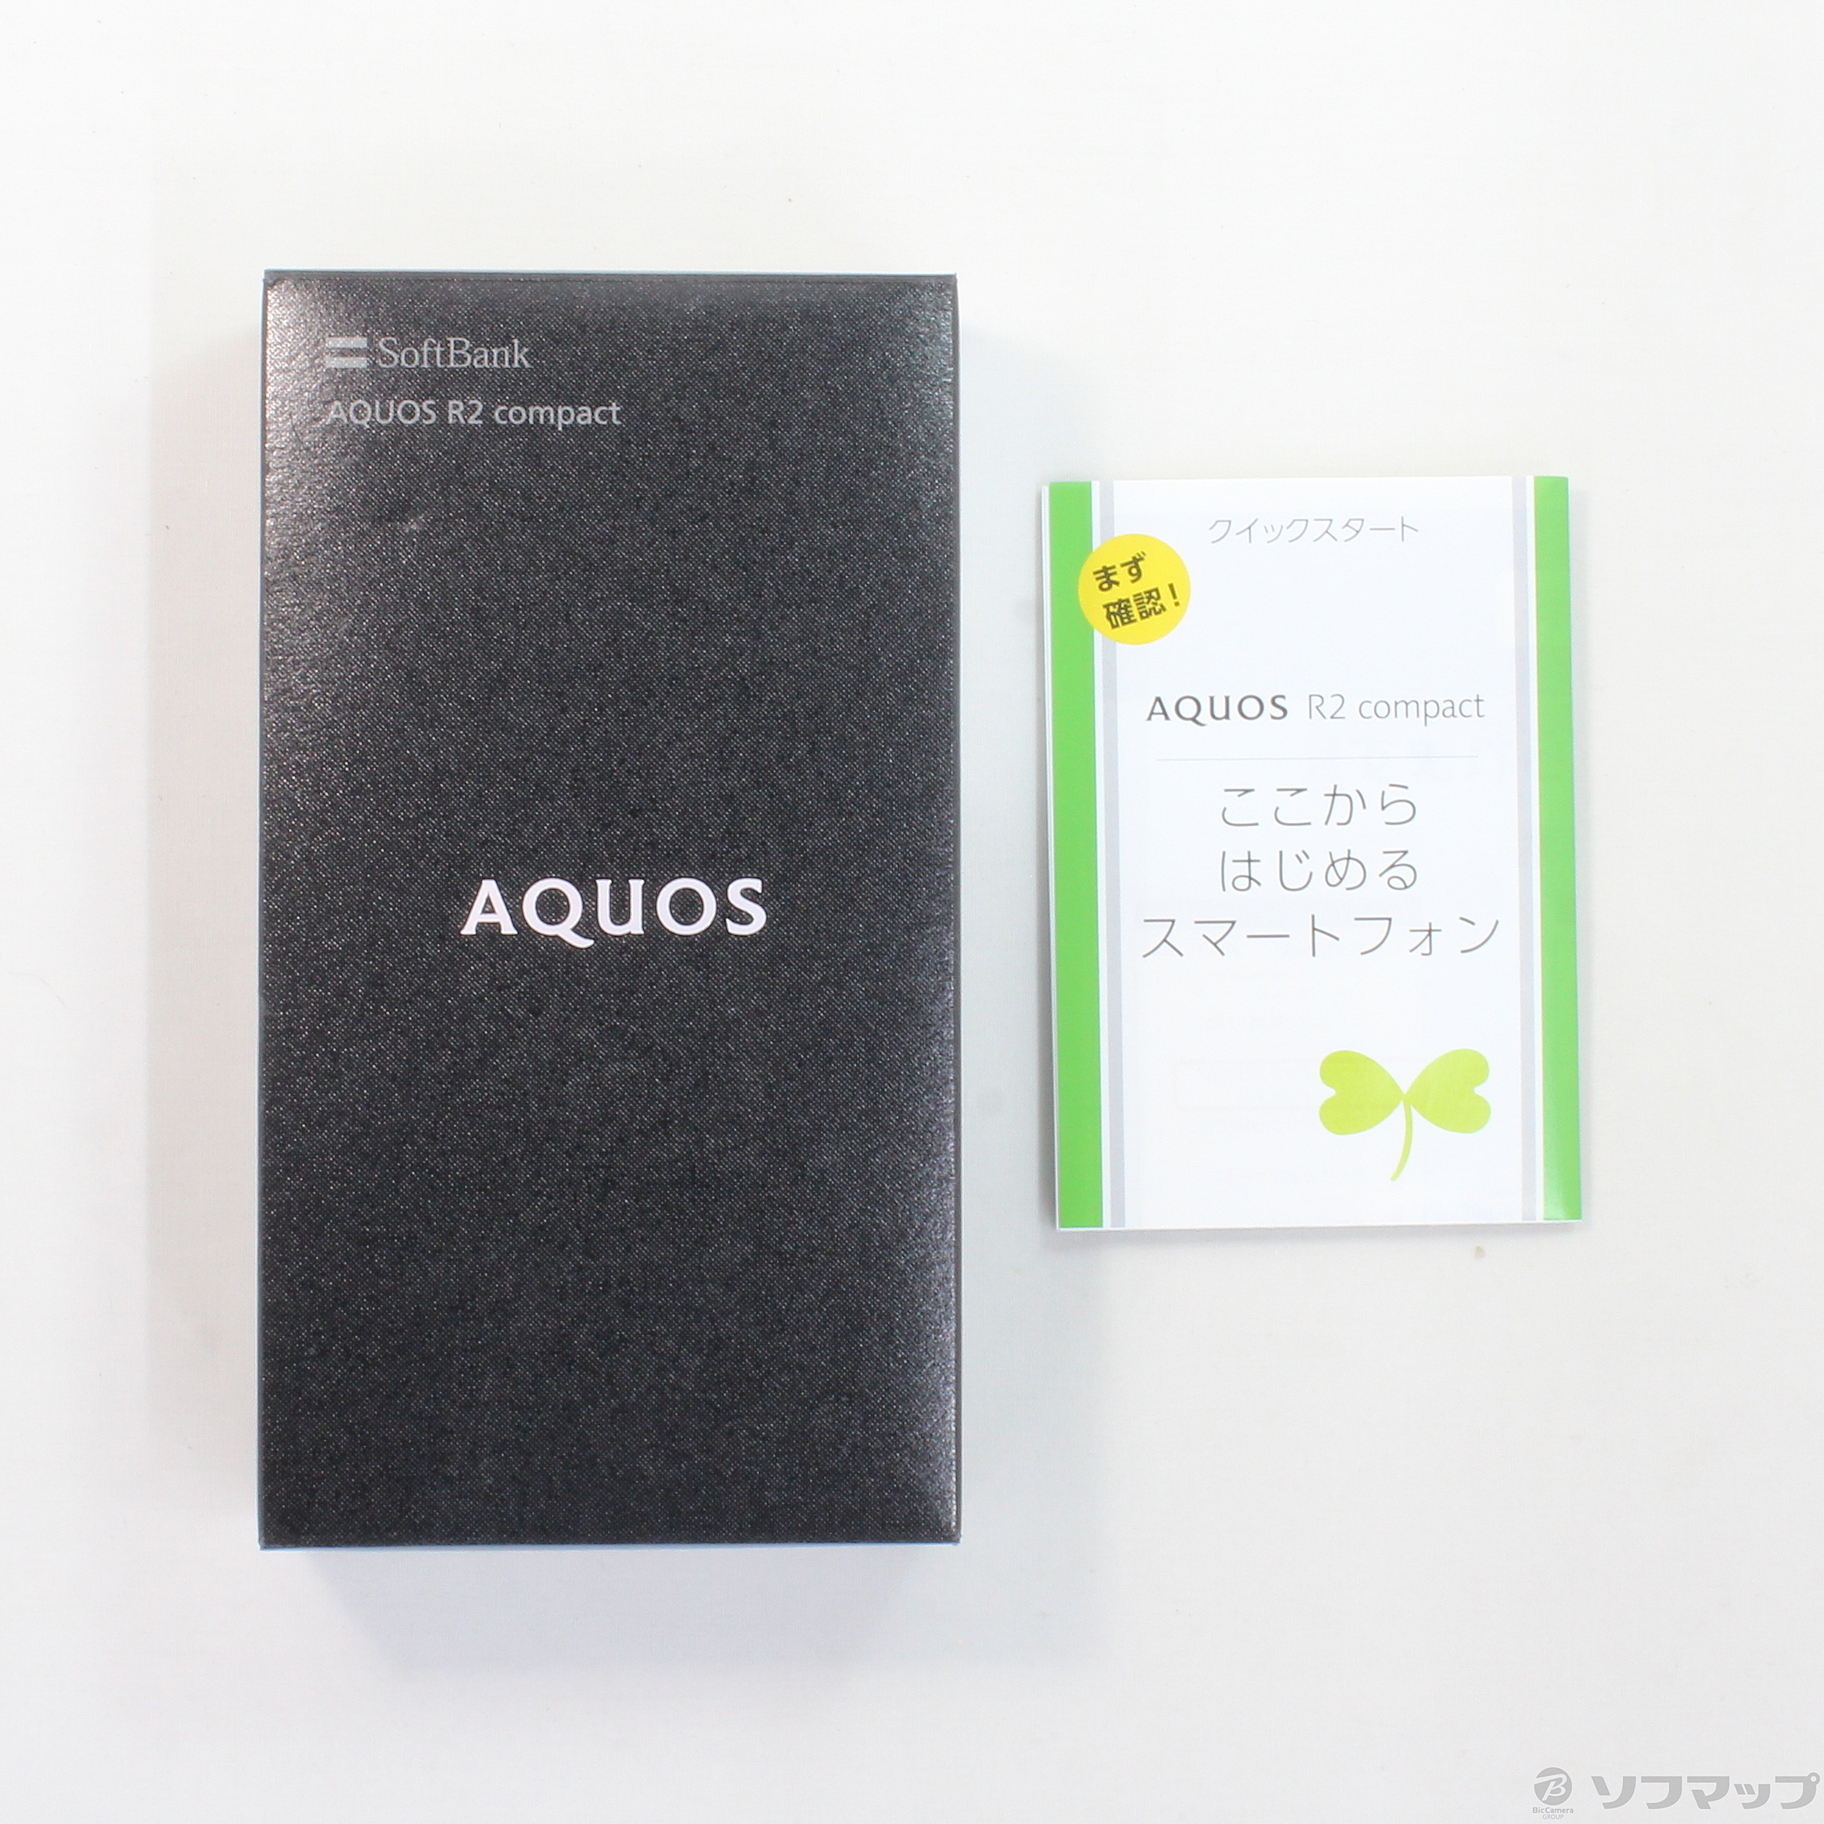 SoftBank
AQUOS R2 compact
AQUOS
クイックスタート
まず
確認！
AQUOS R2 compact
ここから
はじめる
スマートフォン
BicCamera
GROUP
ソフマップ